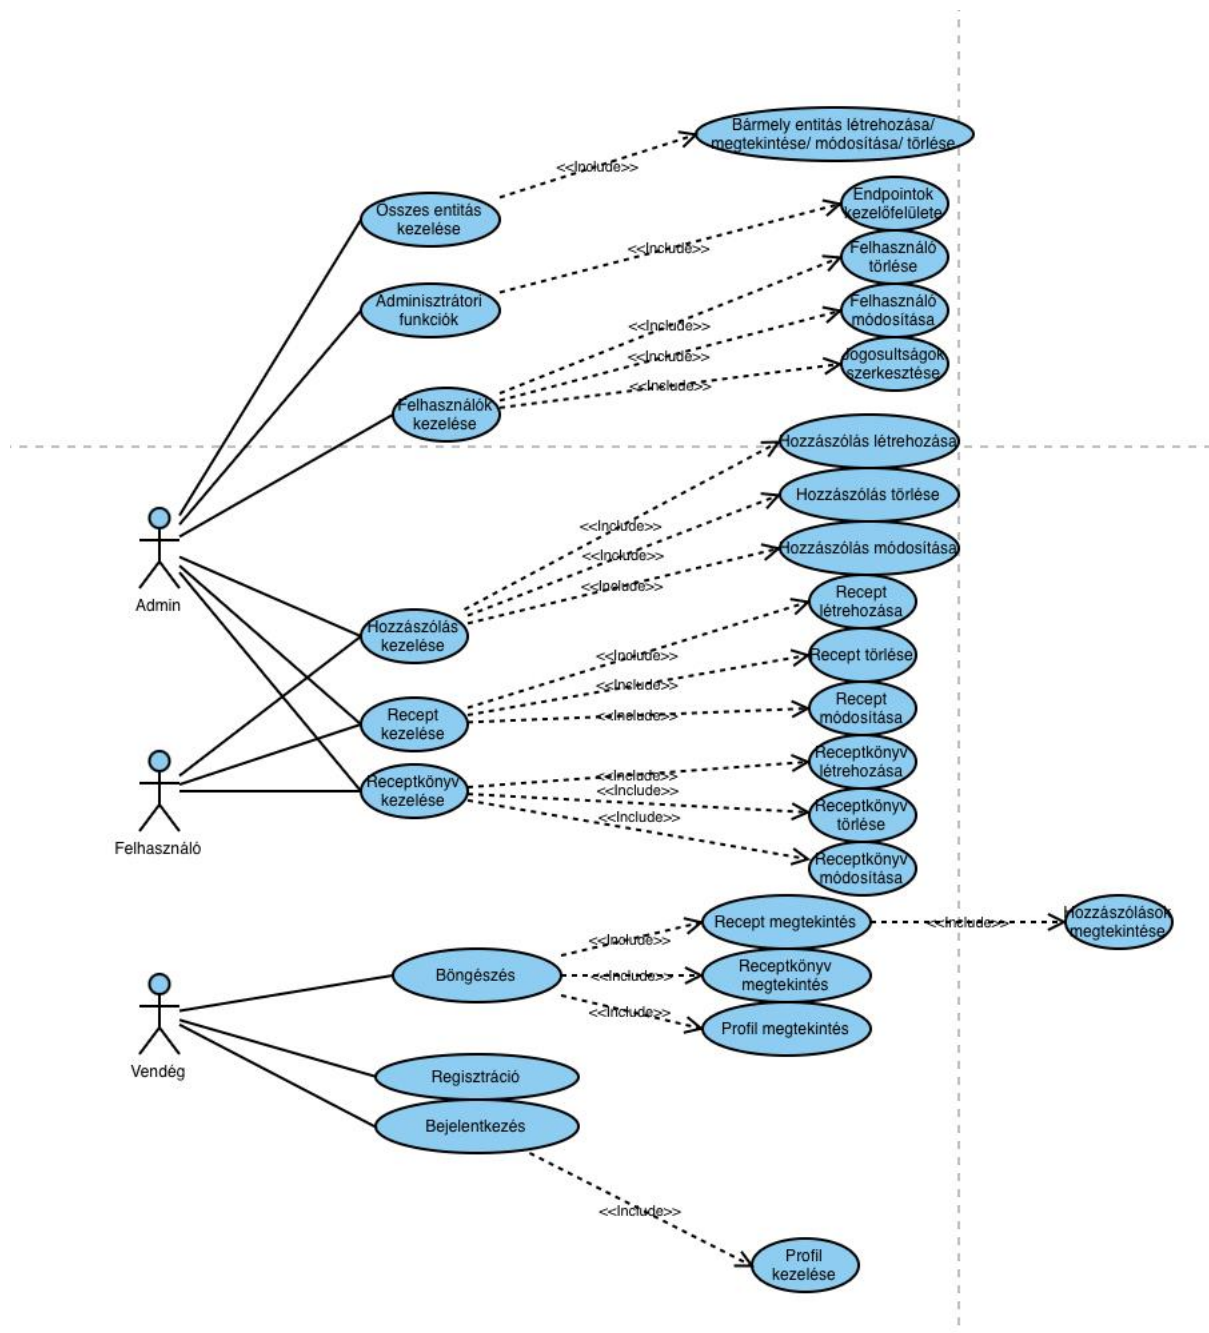 Bármely entitás létrehozása/
megtekintése/ módosítása/ törlése
<<Include>>
Összes entitás
kezelése
Endpointok
kezelőfelülete
<<Include>>
Felhasználó
törlése
Adminisztrátori
funkciók
Felhasználó
módosítása
<<Include>>
<<Include>>
Jogosultságok
szerkesztése
<<Include>>
Felhasználók
kezelése
Hozzászólás létrehozása
Hozzászólás törlése
<<Include>>
Hozzászólás módosítása
<<Include>>
<<Include>>
Admin
Recept
létrehozása
Hozzászólás
kezelése
<<Include>>
Recept törlése
<<Include>>
Recept
módosítása
<<Include>>
Recept
kezelése
Receptkönyv
létrehozása
<<Include>>
Receptkönyv
kezelése
<<Include>>
Receptkönyv
törlése
<<Include>>
Felhasználó
Receptkönyv
módosítása
Recept megtekintés
<<Include>>
Hozzászólások
megtekintése
<<Include>>
Böngészés
<<Include>>
Receptkönyv
megtekintés
<<Include>>
Profil megtekintés
Vendég
Regisztráció
Bejelentkezés
<<Include>>
Profil
kezelése